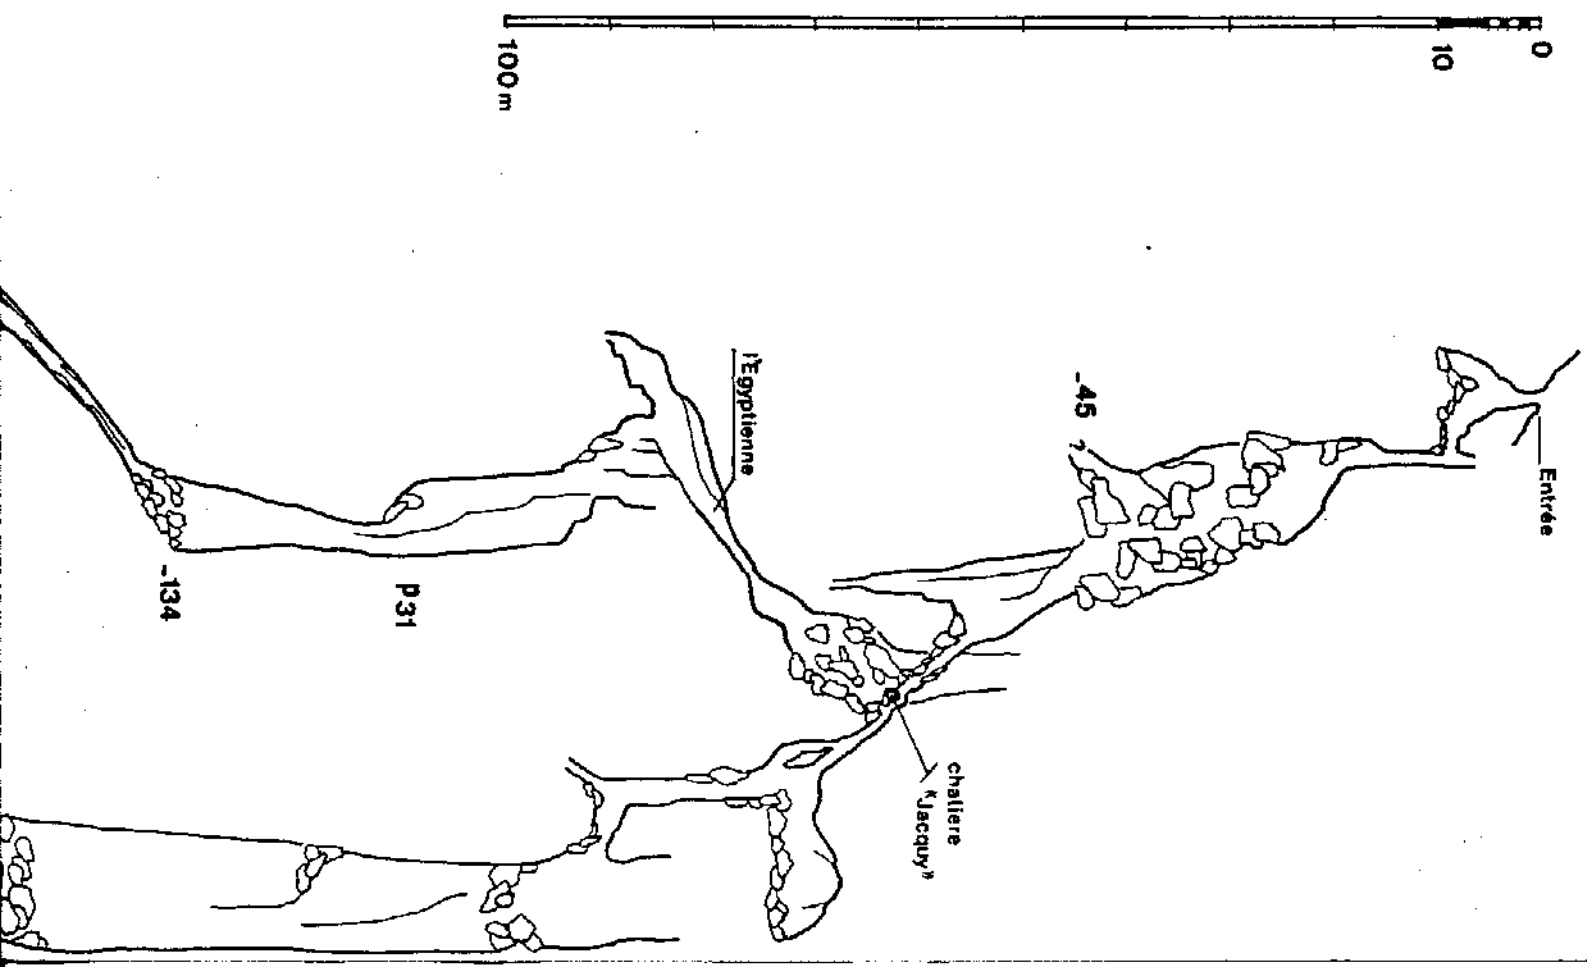 0
10
100 m
Entrée
-45
?
l'Egyptienne
chatière
"Jacquy"
P31
-134